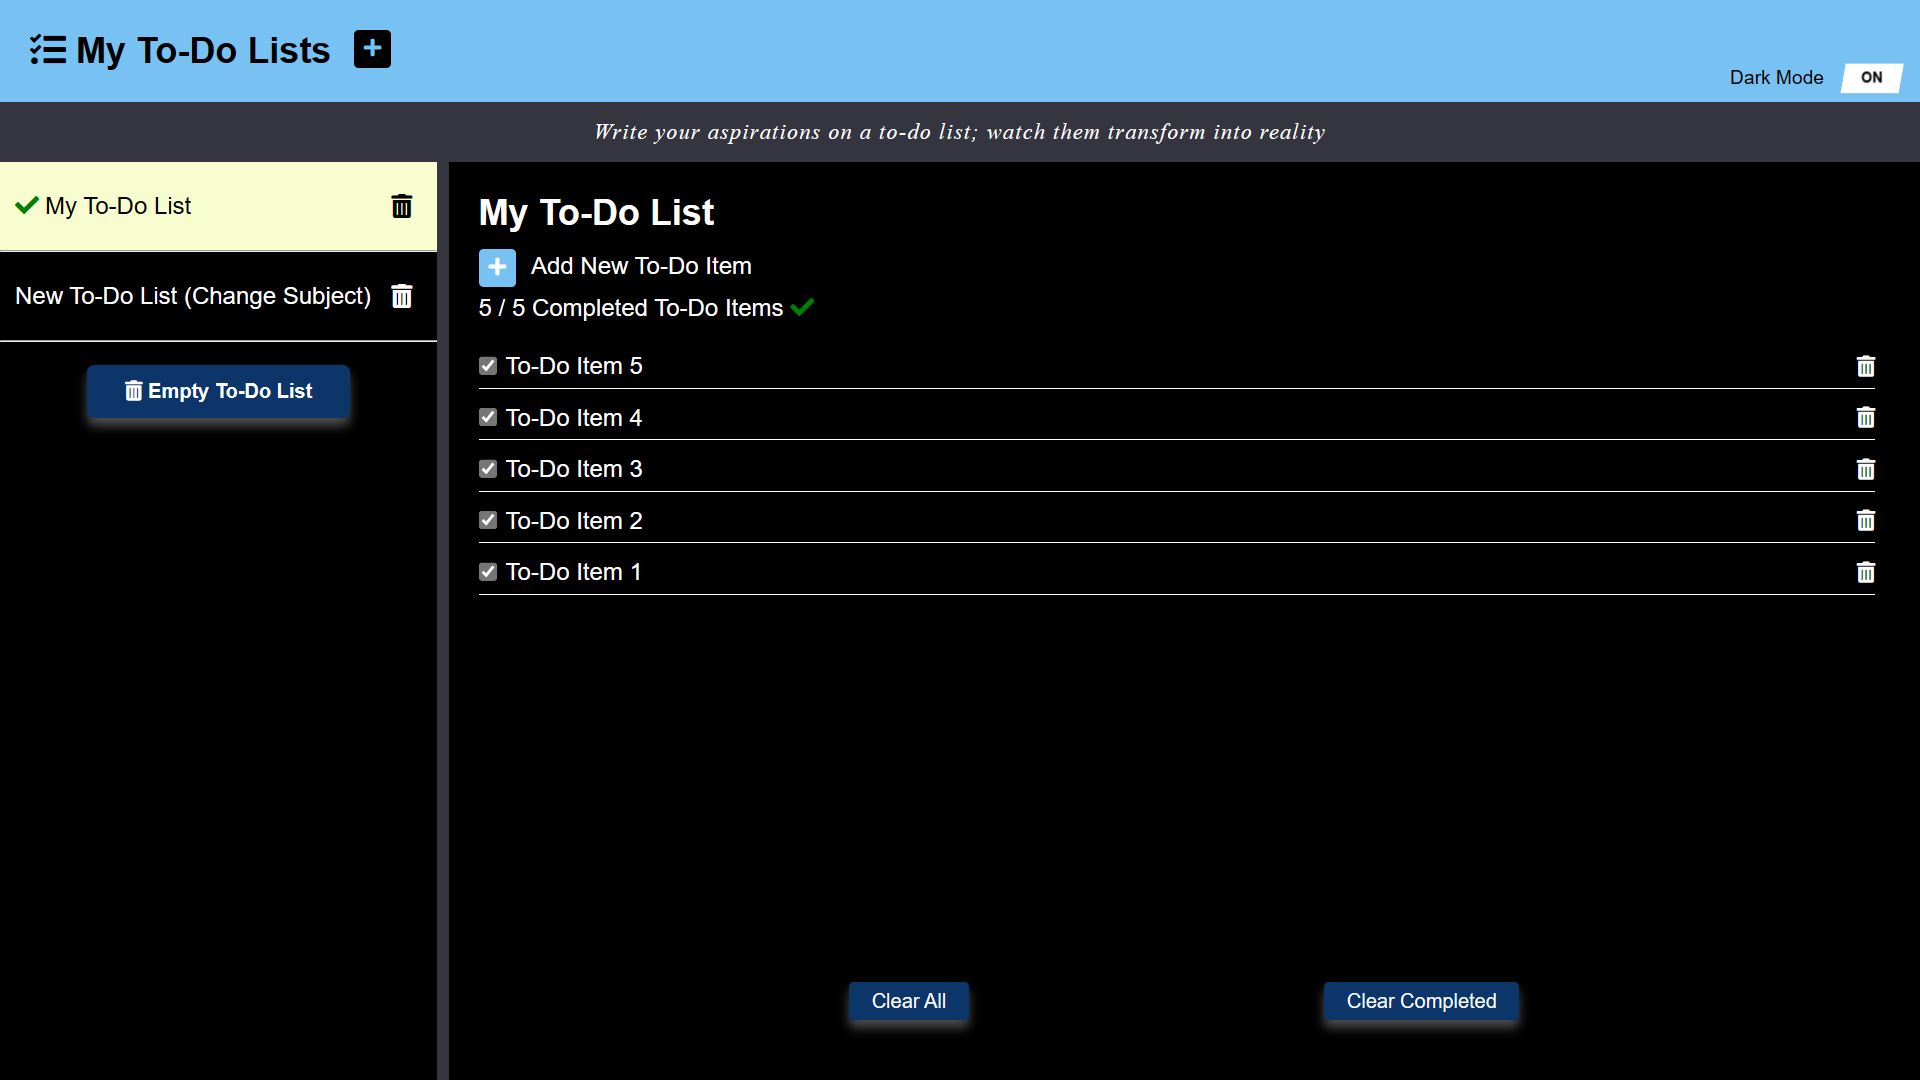 My To-Do Lists
Dark Mode ON
Write your aspirations on a to-do list; watch them transform into reality
My To-Do List
New To-Do List (Change Subject)
Empty To-Do List
My To-Do List
Add New To-Do Item
5 / 5 Completed To-Do Items
To-Do Item 5
To-Do Item 4
To-Do Item 3
To-Do Item 2
To-Do Item 1
Clear All
Clear Completed